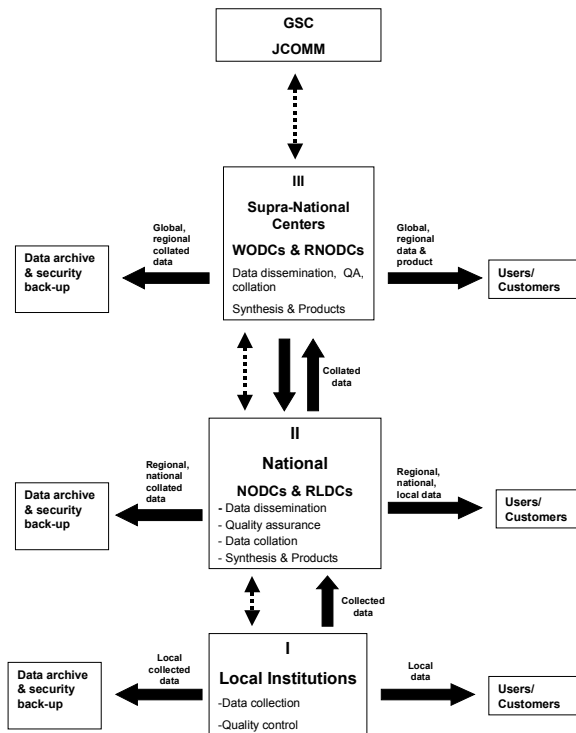 GSC
JCOMM
III
Supra-National
Centers
WODCs & RNODCs
Data dissemination, QA,
collation
Synthesis & Products
Global,
regional
collated
data
Data archive
& security
back-up
Global,
regional
data &
product
Users/
Customers
Collated
data
II
National
NODCs & RLDCs
- Data dissemination
- Quality assurance
- Data collation
- Synthesis & Products
Regional,
national
collated
data
Data archive
& security
back-up
Regional,
national,
local data
Users/
Customers
Collected
data
I
Local Institutions
-Data collection
-Quality control
Local
collected
data
Data archive
& security
back-up
Local
data
Users/
Customers